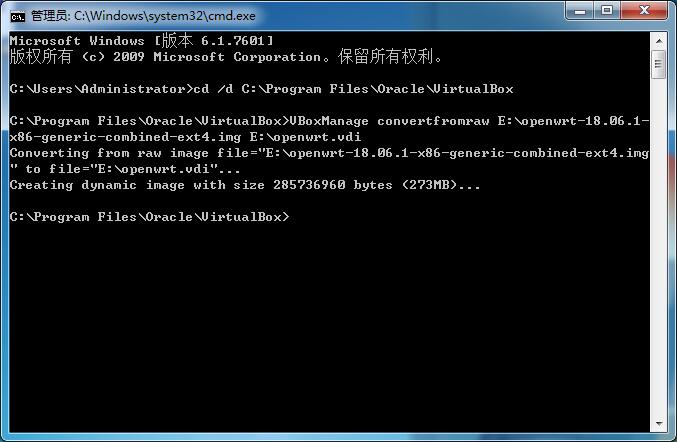 管理员: C:\Windows\system32\cmd.exe
Microsoft Windows [版本 6.1.7601]
版权所有 (c) 2009 Microsoft Corporation。保留所有权利。
C:\Users\Administrator>cd /d C:\Program Files\Oracle\VirtualBox
C:\Program Files\Oracle\VirtualBox>VBoxManage convertfromraw E:\openwrt-18.06.1-
x86-generic-combined-ext4.img E:\openwrt.vdi
Converting from raw image file="E:\openwrt-18.06.1-x86-generic-combined-ext4.img
" to file="E:\openwrt.vdi"...
Creating dynamic image with size 285736960 bytes (273MB)...
C:\Program Files\Oracle\VirtualBox>